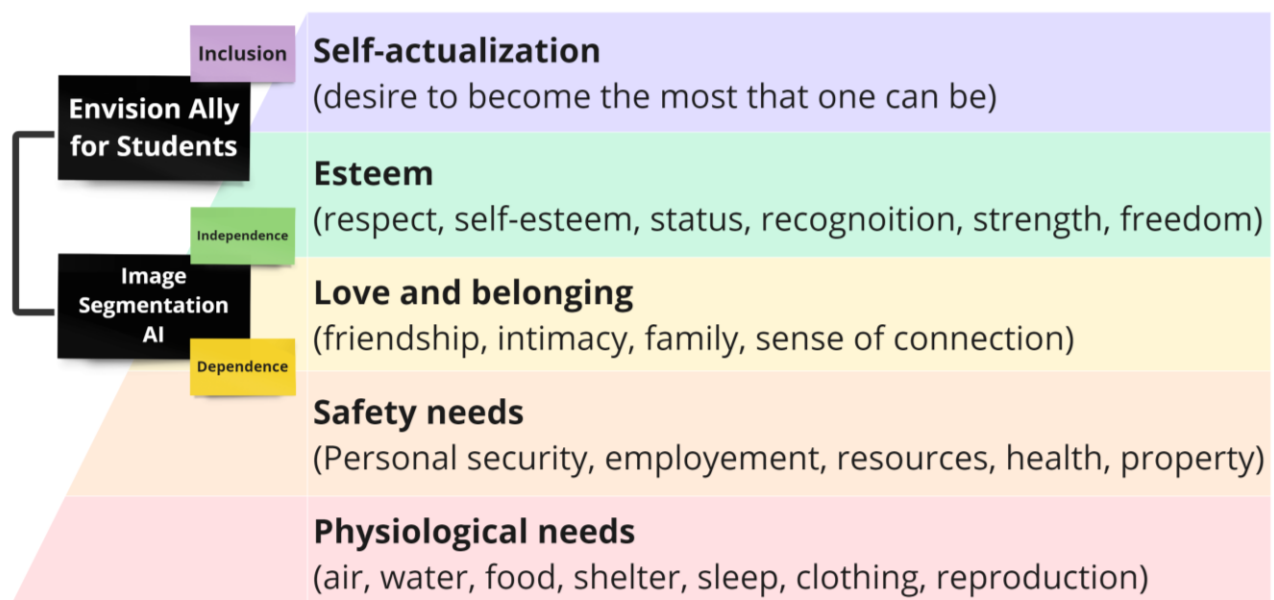 Inclusion
Envision Ally
for Students
Independence
Image
Segmentation
AI
Dependence
Self-actualization
(desire to become the most that one can be)
Esteem
(respect, self-esteem, status, recognoition, strength, freedom)
Love and belonging
(friendship, intimacy, family, sense of connection)
Safety needs
(Personal security, employement, resources, health, property)
Physiological needs
(air, water, food, shelter, sleep, clothing, reproduction)